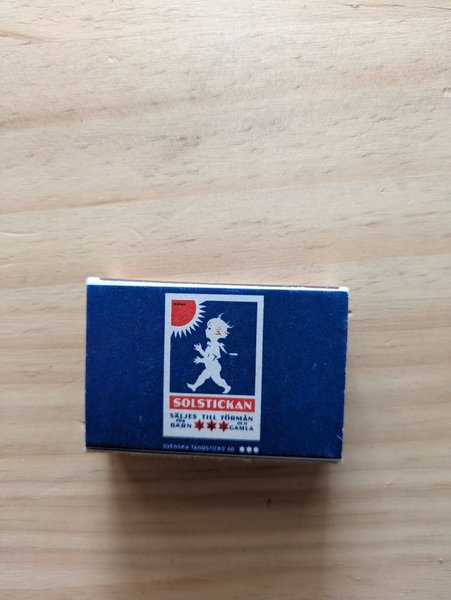 SOLSTICKAN
SÄLJES TILL FÖRMÅN
FÖR BARN OCH GAMLA
SVENSKA TÄNDSTICKS AB